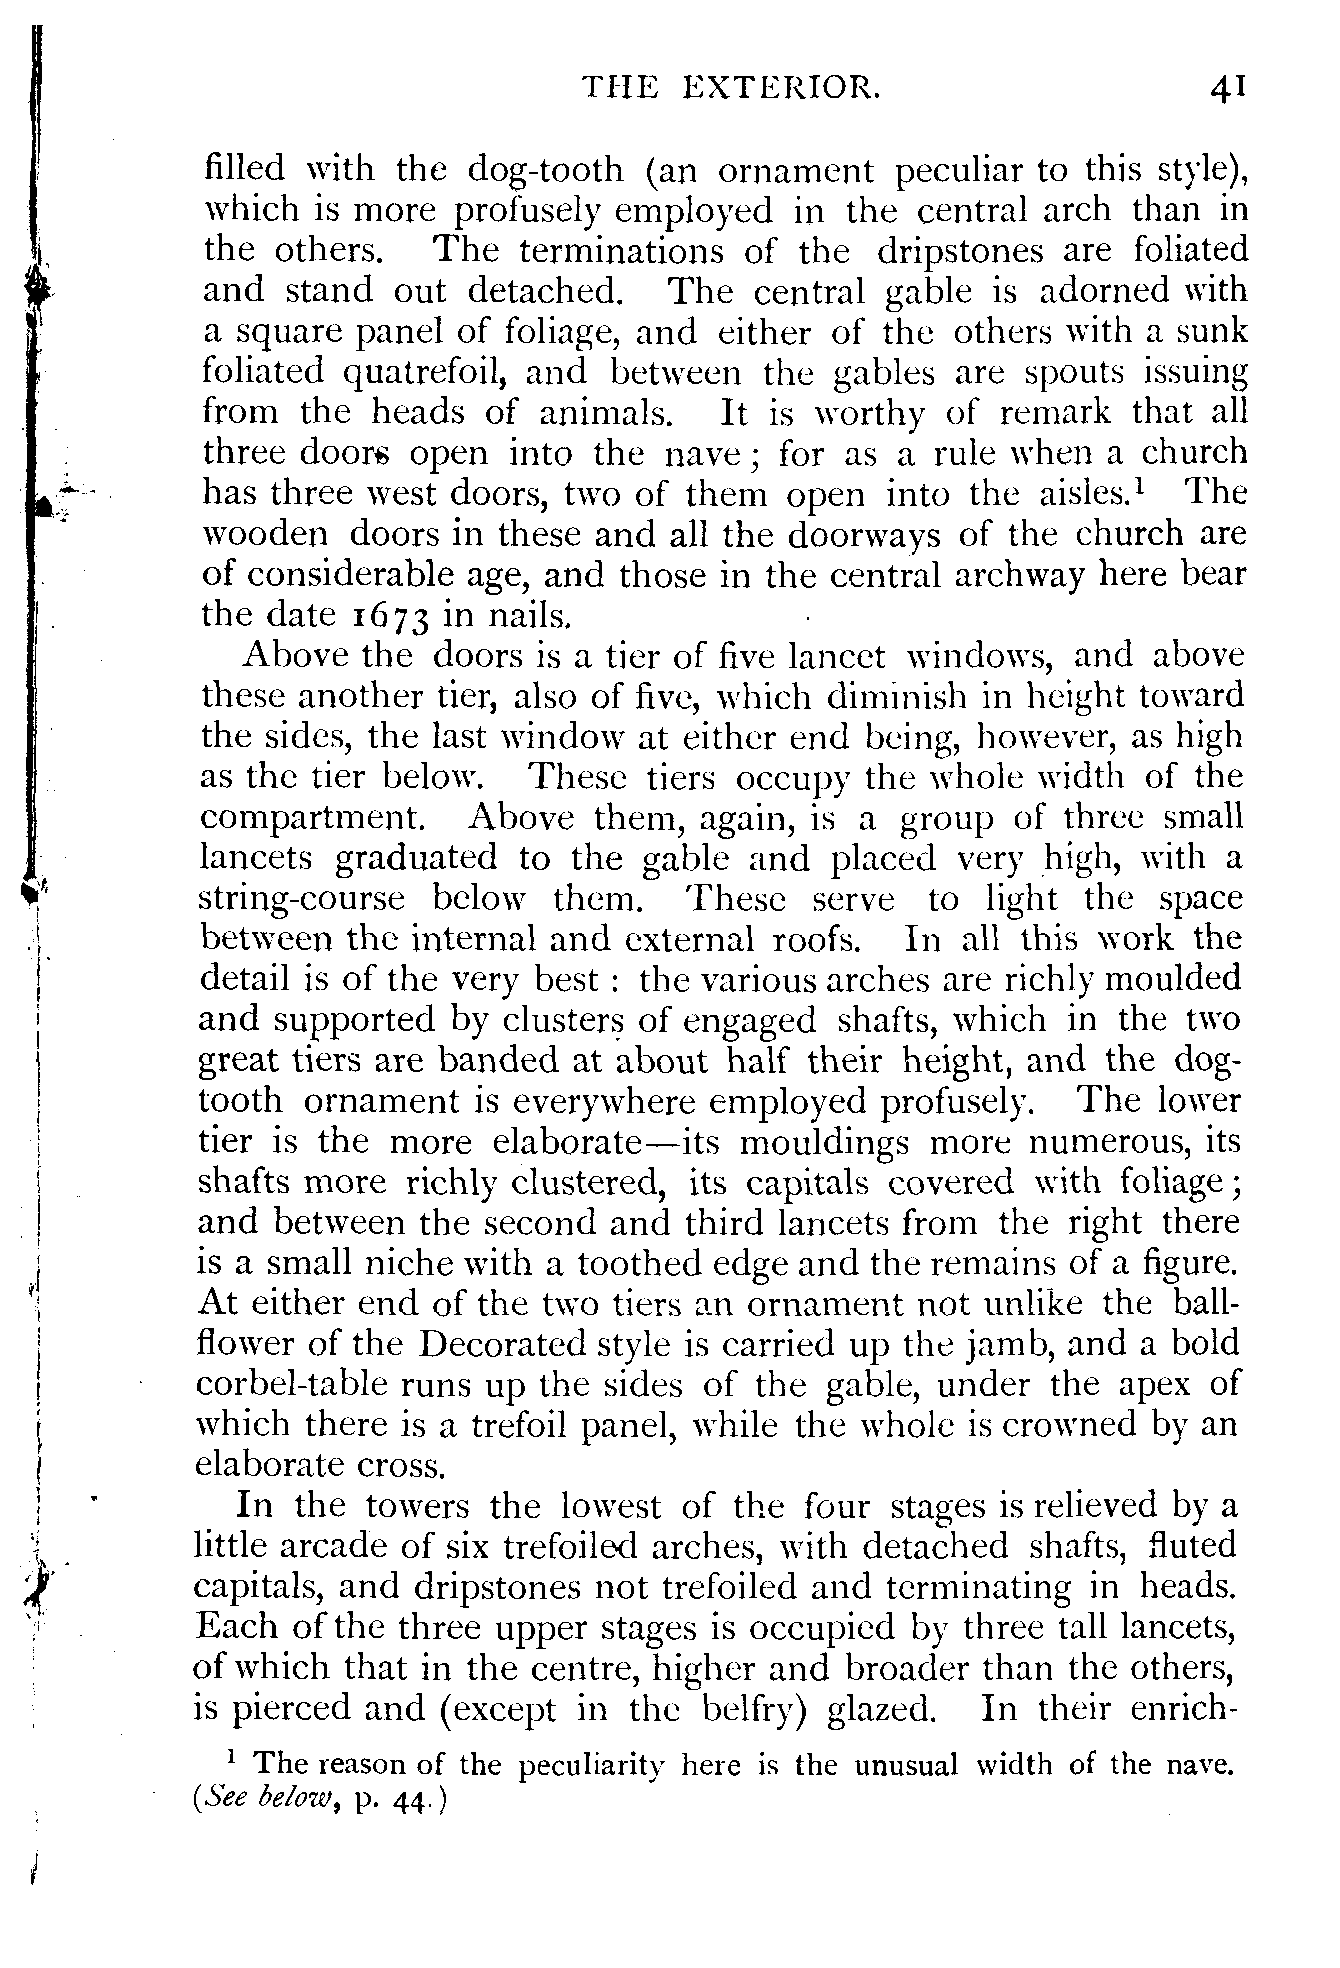 THE EXTERIOR. 41
filled with the dog-tooth (an ornament peculiar to this style),
which is more profusely employed in the central arch than in
the others. The terminations of the dripstones are foliated
and stand out detached. The central gable is adorned with
a square panel of foliage, and either of the others with a sunk
foliated quatrefoil, and between the gables are spouts issuing
from the heads of animals. It is worthy of remark that all
three doors open into the nave; for as a rule when a church
has three west doors, two of them open into the aisles.¹ The
wooden doors in these and all the doorways of the church are
of considerable age, and those in the central archway here bear
the date 1673 in nails.
Above the doors is a tier of five lancet windows, and above
these another tier, also of five, which diminish in height toward
the sides, the last window at either end being, however, as high
as the tier below. These tiers occupy the whole width of the
compartment. Above them, again, is a group of three small
lancets graduated to the gable and placed very high, with a
string-course below them. These serve to light the space
between the internal and external roofs. In all this work the
detail is of the very best: the various arches are richly moulded
and supported by clusters of engaged shafts, which in the two
great tiers are banded at about half their height, and the dog-
tooth ornament is everywhere employed profusely. The lower
tier is the more elaborate—its mouldings more numerous, its
shafts more richly clustered, its capitals covered with foliage;
and between the second and third lancets from the right there
is a small niche with a toothed edge and the remains of a figure.
At either end of the two tiers an ornament not unlike the ball-
flower of the Decorated style is carried up the jamb, and a bold
corbel-table runs up the sides of the gable, under the apex of
which there is a trefoil panel, while the whole is crowned by an
elaborate cross.
In the towers the lowest of the four stages is relieved by a
little arcade of six trefoiled arches, with detached shafts, fluted
capitals, and dripstones not trefoiled and terminating in heads.
Each of the three upper stages is occupied by three tall lancets,
of which that in the centre, higher and broader than the others,
is pierced and (except in the belfry) glazed. In their enrich-
¹ The reason of the peculiarity here is the unusual width of the nave.
(See below, p. 44.)